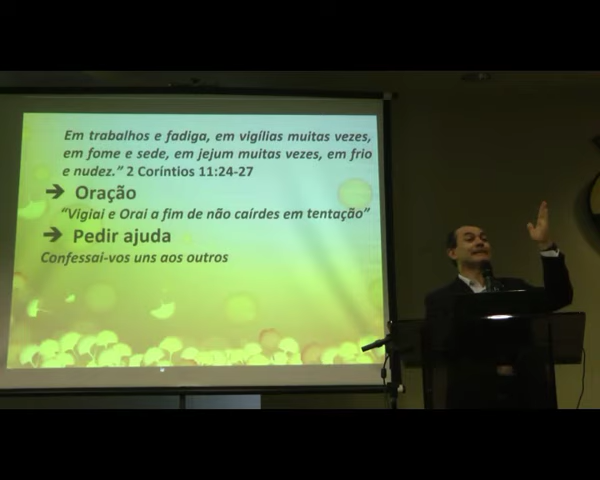 Em trabalhos e fadiga, em vigílias muitas vezes,
em fome e sede, em jejum muitas vezes, em frio
e nudez." 2 Coríntios 11:24-27
➔ Oração
"Vigiai e Orai a fim de não caírdes em tentação"
➔ Pedir ajuda
Confessai-vos uns aos outros